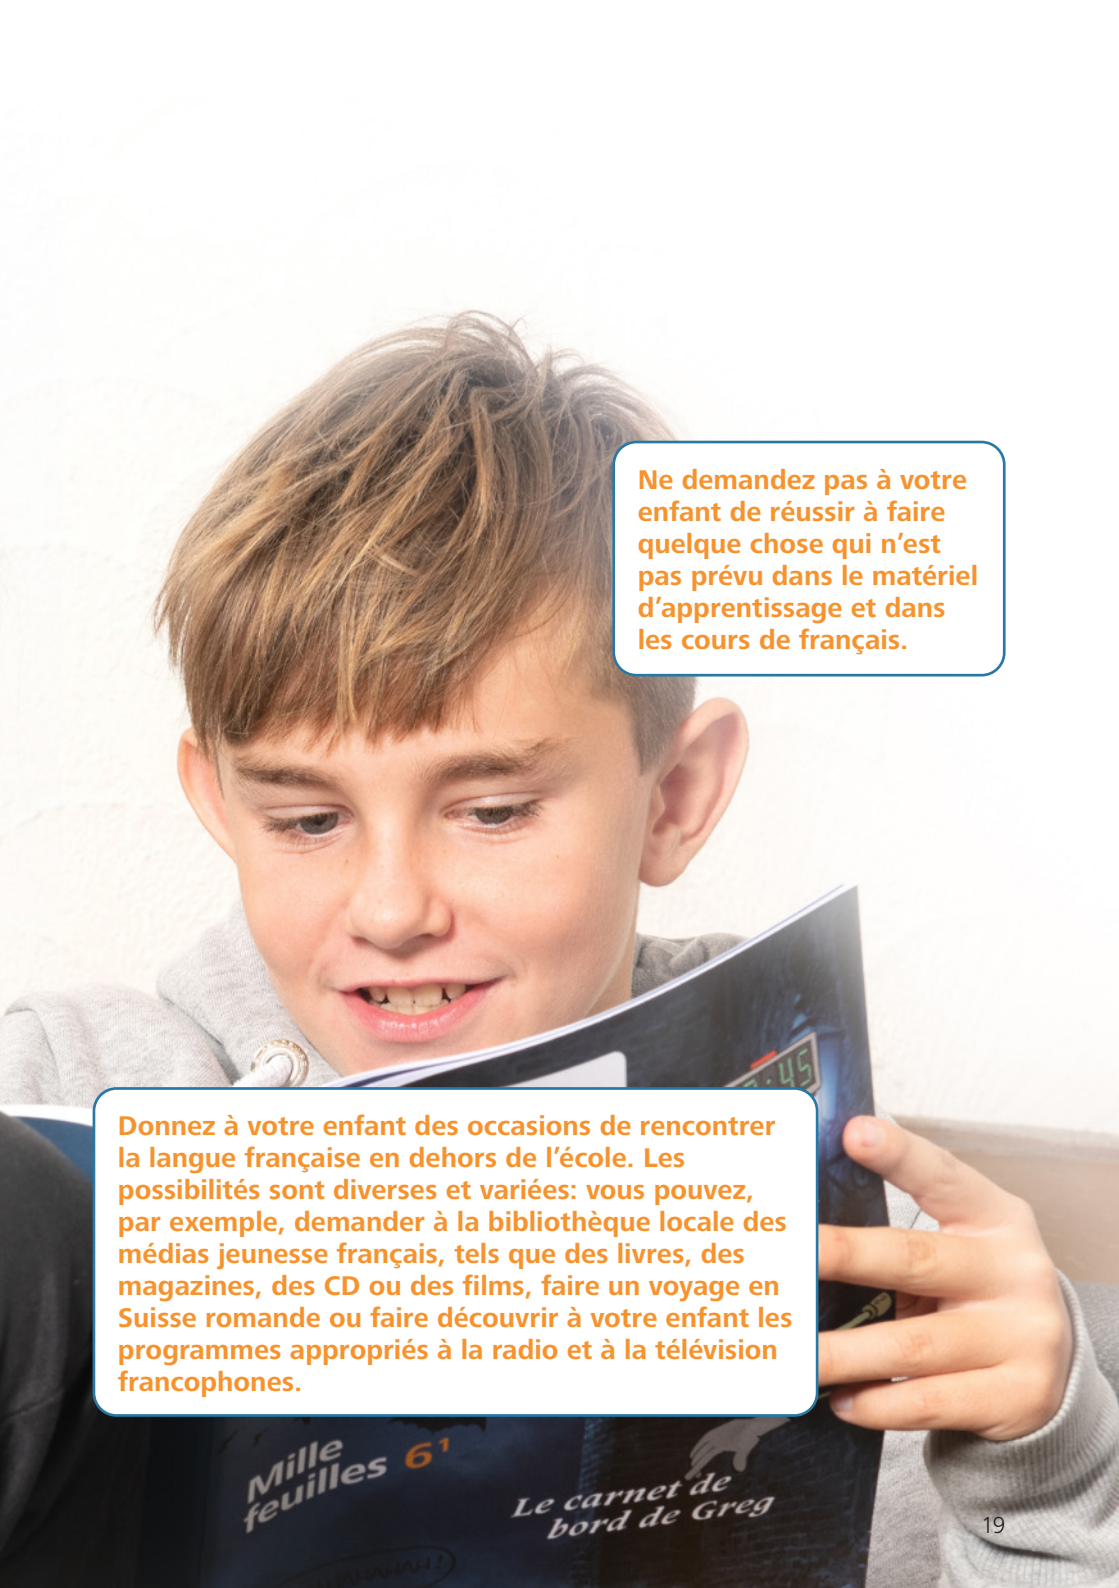 Ne demandez pas à votre
enfant de réussir à faire
quelque chose qui n’est
pas prévu dans le matériel
d’apprentissage et dans
les cours de français.
:45
Donnez à votre enfant des occasions de rencontrer
la langue française en dehors de l’école. Les
possibilités sont diverses et variées: vous pouvez,
par exemple, demander à la bibliothèque locale des
médias jeunesse français, tels que des livres, des
magazines, des CD ou des films, faire un voyage en
Suisse romande ou faire découvrir à votre enfant les
programmes appropriés à la radio et à la télévision
francophones.
Mille
feuilles 6¹
Le carnet de
bord de Greg
19